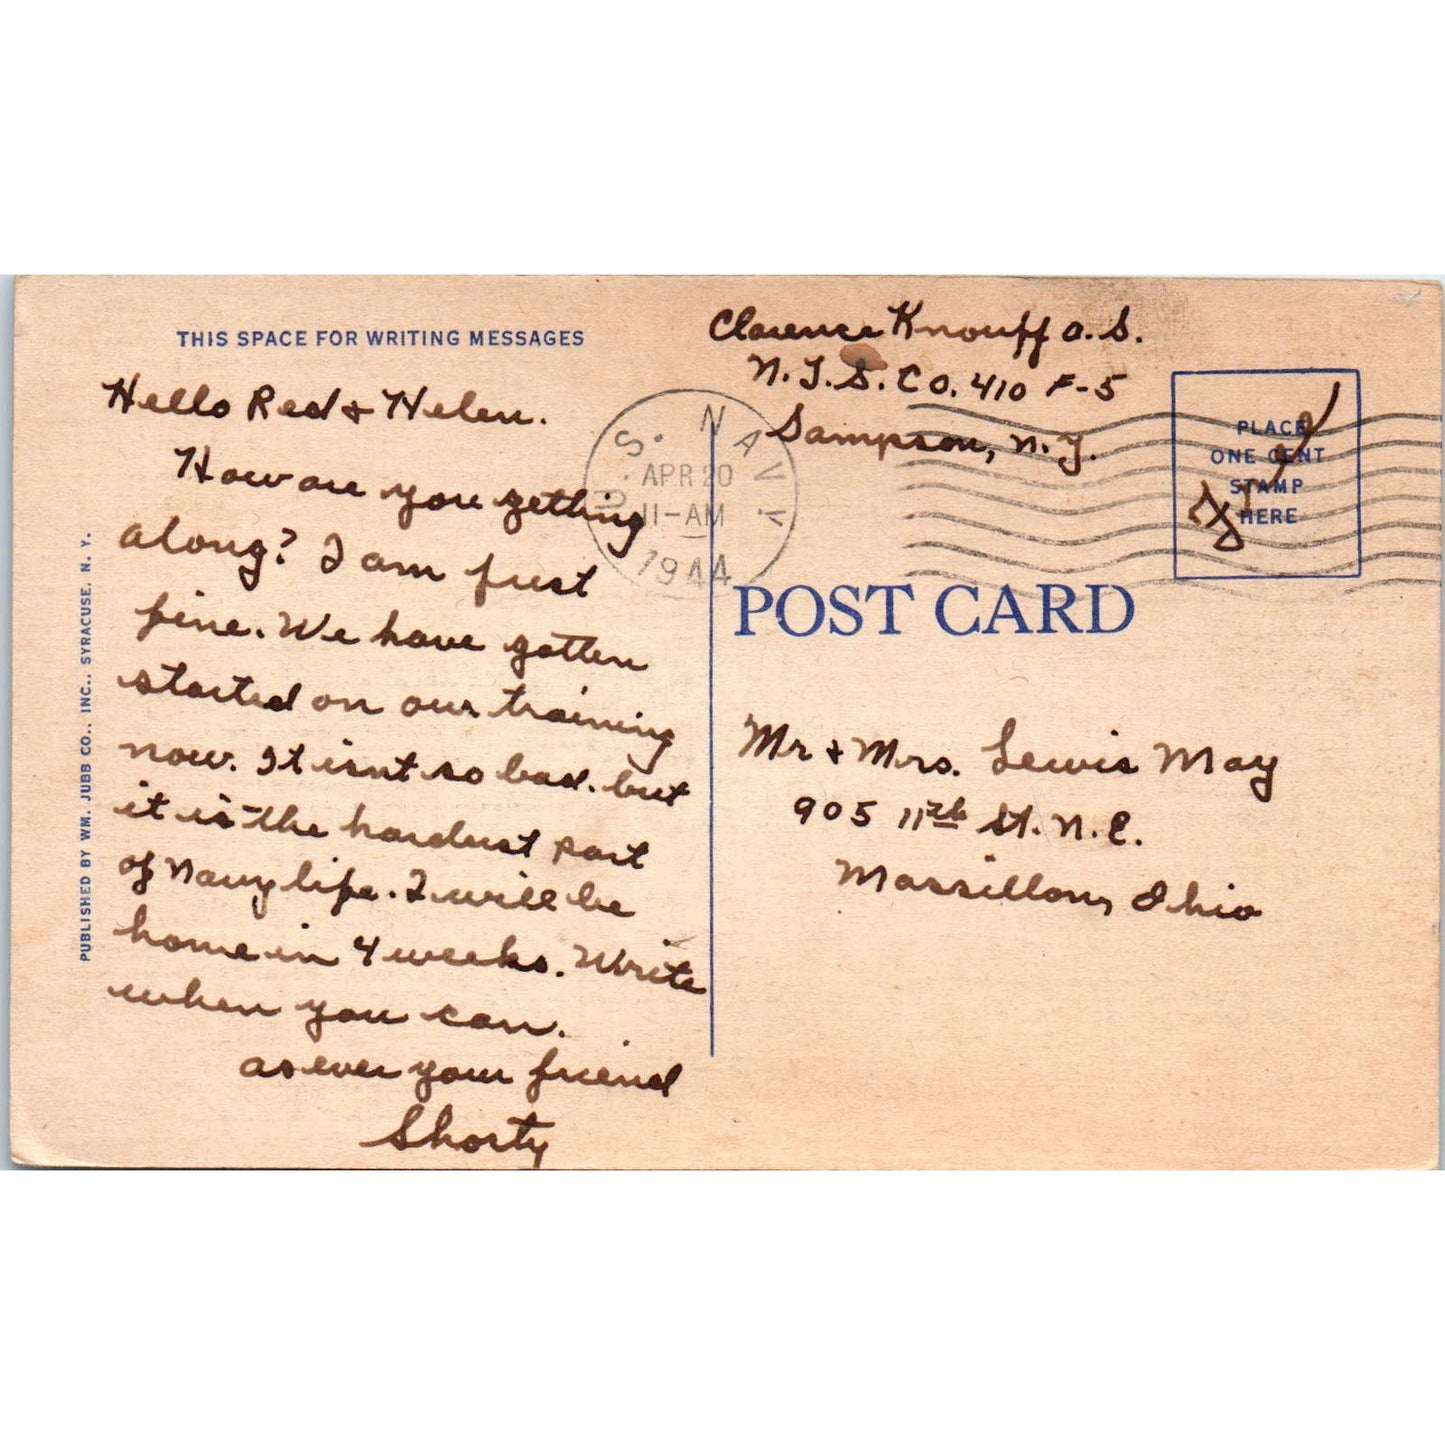 THIS SPACE FOR WRITING MESSAGES
Hello Red & Helen.
How are you getting
along? I am just
fine. We have gotten
started on our training
now. It isnt so bad. but
it is the hardest part
of Navy life. I will be
home in 4 weeks. Write
when you can.
as ever your friend
Shorty
PUBLISHED BY WM. JUBB CO., INC., SYRACUSE, N. Y.
U. S. NAVY
APR 20
11-AM
1944
Clarence Knouff A. S.
N. T. S. Co. 410 F-5
Sampson, N. Y.
PLACE
ONE CENT
STAMP
HERE
POST CARD
Mr & Mrs. Lewis May
905 11th St. N. E.
Massillon, Ohio